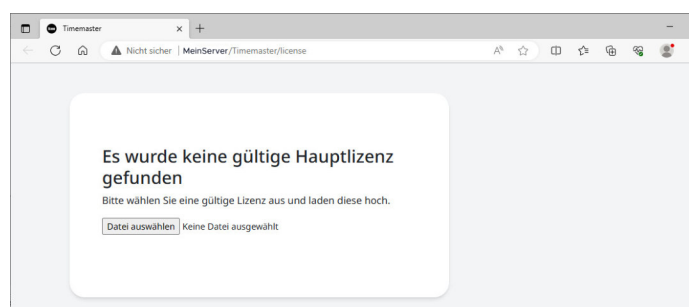 Timemaster
Nicht sicher | MeinServer/Timemaster/license
Es wurde keine gültige Hauptlizenz
gefunden
Bitte wählen Sie eine gültige Lizenz aus und laden diese hoch.
Datei auswählen Keine Datei ausgewählt